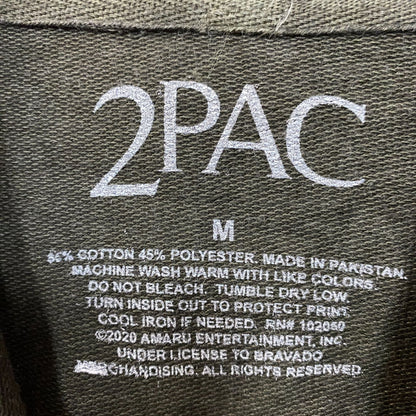 2PAC
M
COTTON 45% POLYESTER. MADE IN PAKISTAN.
MACHINE WASH WARM WITH LIKE COLORS.
DO NOT BLEACH. TUMBLE DRY LOW.
TURN INSIDE OUT TO PROTECT PRINT.
COOL IRON IF NEEDED. RN# 102060
©2020 AMARU ENTERTAINMENT, INC.
UNDER LICENSE TO BRAVADO
MERCHANDISING. ALL RIGHTS RESERVED.